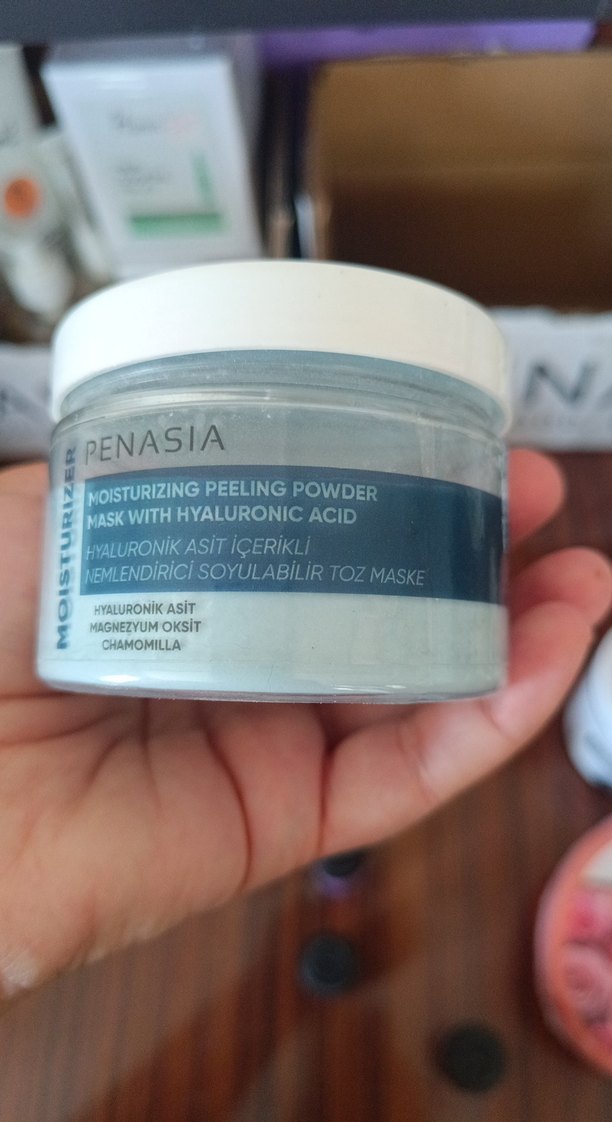 PENASIA
MOISTURIZER
MOISTURIZING PEELING POWDER
MASK WITH HYALURONIC ACID
HYALURONİK ASİT İÇERİKLİ
NEMLENDİRİCİ SOYULABİLİR TOZ MASKE
HYALURONİK ASİT
MAGNEZYUM OKSİT
CHAMOMILLA